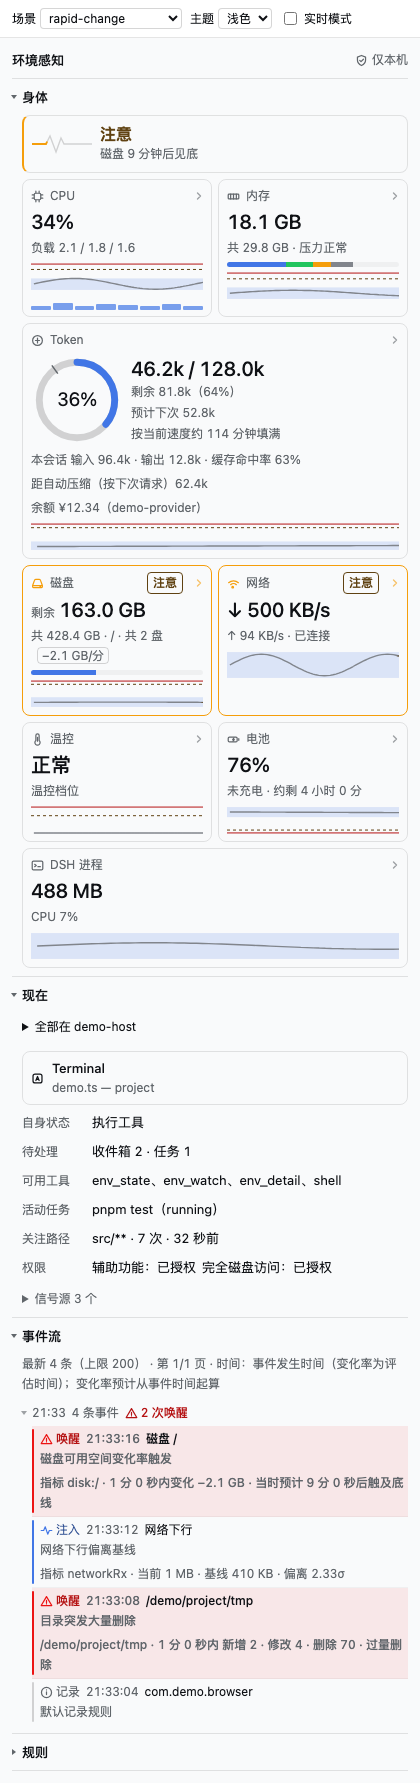 场景 rapid-change 主题 浅色 实时模式
环境感知 仅本机
身体
注意
磁盘 9 分钟后见底
CPU
34%
负载 2.1 / 1.8 / 1.6
内存
18.1 GB
共 29.8 GB · 压力正常
Token
36%
46.2k / 128.0k
剩余 81.8k（64%）
预计下次 52.8k
按当前速度约 114 分钟填满
本会话 输入 96.4k · 输出 12.8k · 缓存命中率 63%
距自动压缩（按下次请求）62.4k
余额 ¥12.34（demo-provider）
磁盘 注意
剩余 163.0 GB
共 428.4 GB · / · 共 2 盘
−2.1 GB/分
网络 注意
↓ 500 KB/s
↑ 94 KB/s · 已连接
温控
正常
温控档位
电池
76%
未充电 · 约剩 4 小时 0 分
DSH 进程
488 MB
CPU 7%
现在
全部在 demo-host
A
Terminal
demo.ts — project
自身状态 执行工具
待处理 收件箱 2 · 任务 1
可用工具 env_state、env_watch、env_detail、shell
活动任务 pnpm test（running）
关注路径 src/** · 7 次 · 32 秒前
权限 辅助功能：已授权 完全磁盘访问：已授权
信号源 3 个
事件流
最新 4 条（上限 200） · 第 1/1 页 · 时间：事件发生时间（变化率为评
估时间）；变化率预计从事件时间起算
21:33 4 条事件 2 次唤醒
唤醒 21:33:16 磁盘 /
磁盘可用空间变化率触发
指标 disk:/ · 1 分 0 秒内变化 −2.1 GB · 当时预计 9 分 0 秒后触及底
线
注入 21:33:12 网络下行
网络下行偏离基线
指标 networkRx · 当前 1 MB · 基线 410 KB · 偏离 2.33σ
唤醒 21:33:08 /demo/project/tmp
目录突发大量删除
/demo/project/tmp · 1 分 0 秒内 新增 2 · 修改 4 · 删除 70 · 过量删
除
记录 21:33:04 com.demo.browser
默认记录规则
规则